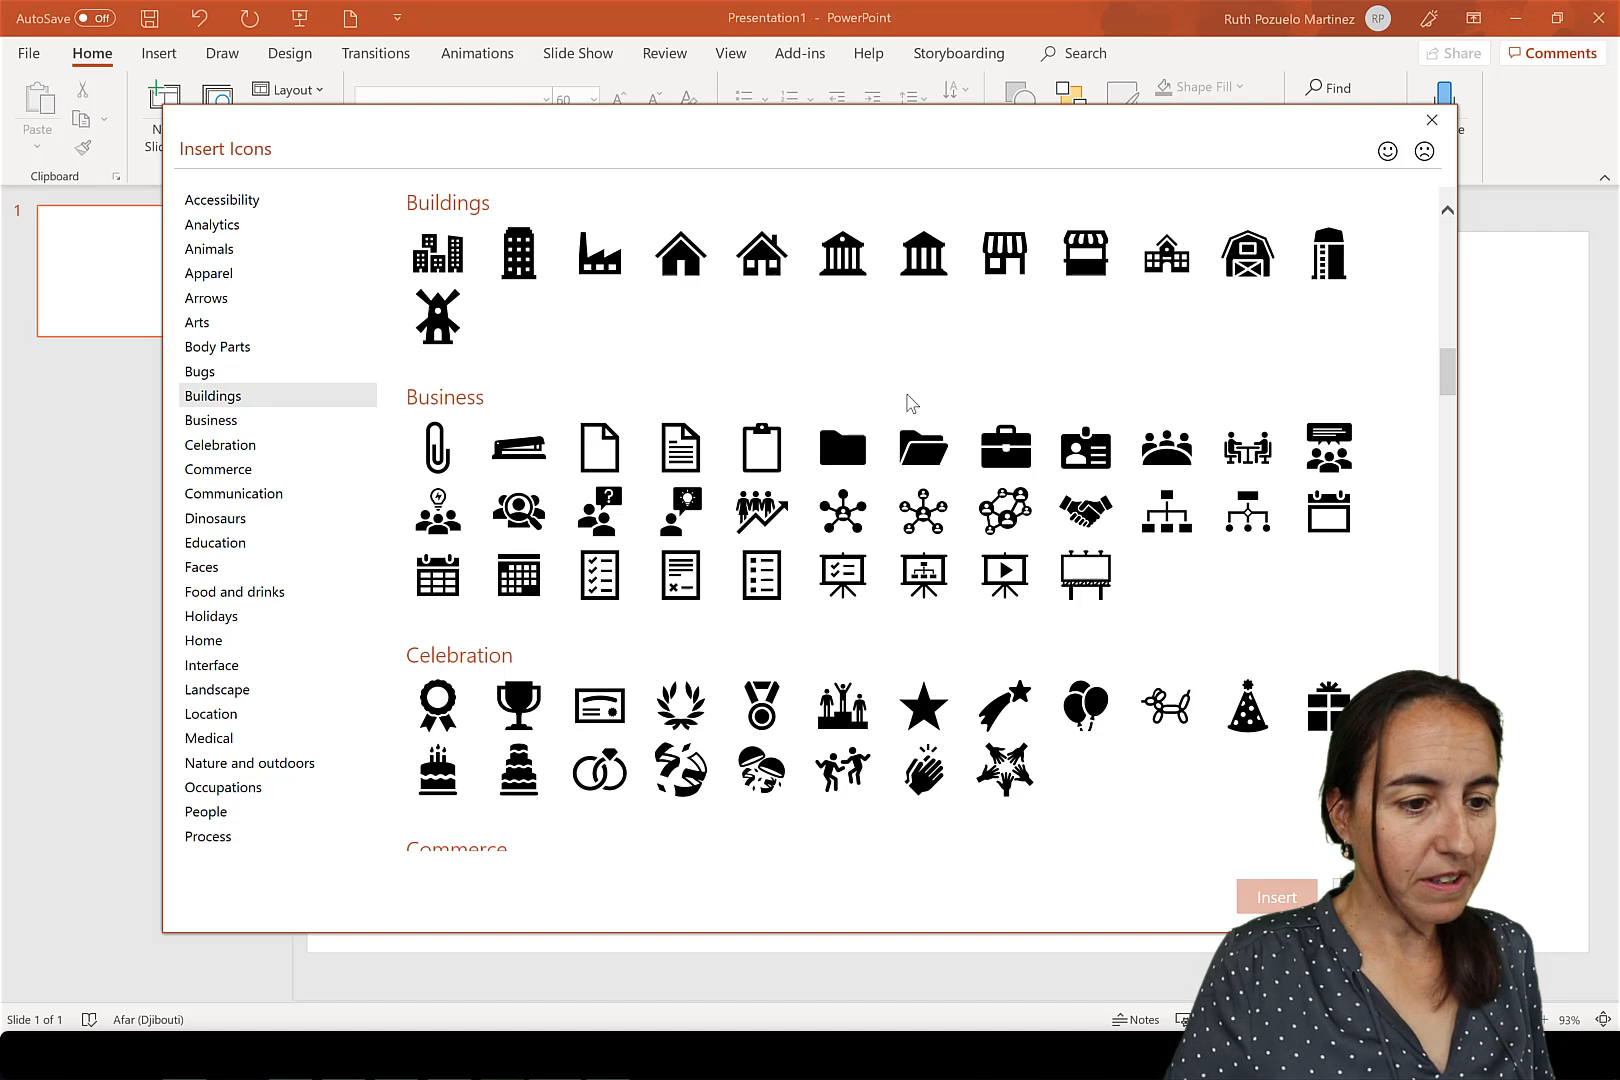 AutoSave Off
Presentation1 - PowerPoint
Ruth Pozuelo Martinez RP
File Home Insert Draw Design Transitions Animations Slide Show Review View Add-ins Help Storyboarding Search Share Comments
Layout
60
Shape Fill
Find
Paste
Clipboard
Insert Icons
1
Accessibility
Analytics
Animals
Apparel
Arrows
Arts
Body Parts
Bugs
Buildings
Business
Celebration
Commerce
Communication
Dinosaurs
Education
Faces
Food and drinks
Holidays
Home
Interface
Landscape
Location
Medical
Nature and outdoors
Occupations
People
Process
Buildings
Business
Celebration
Commerce
Insert
Slide 1 of 1
Afar (Djibouti)
Notes
93%